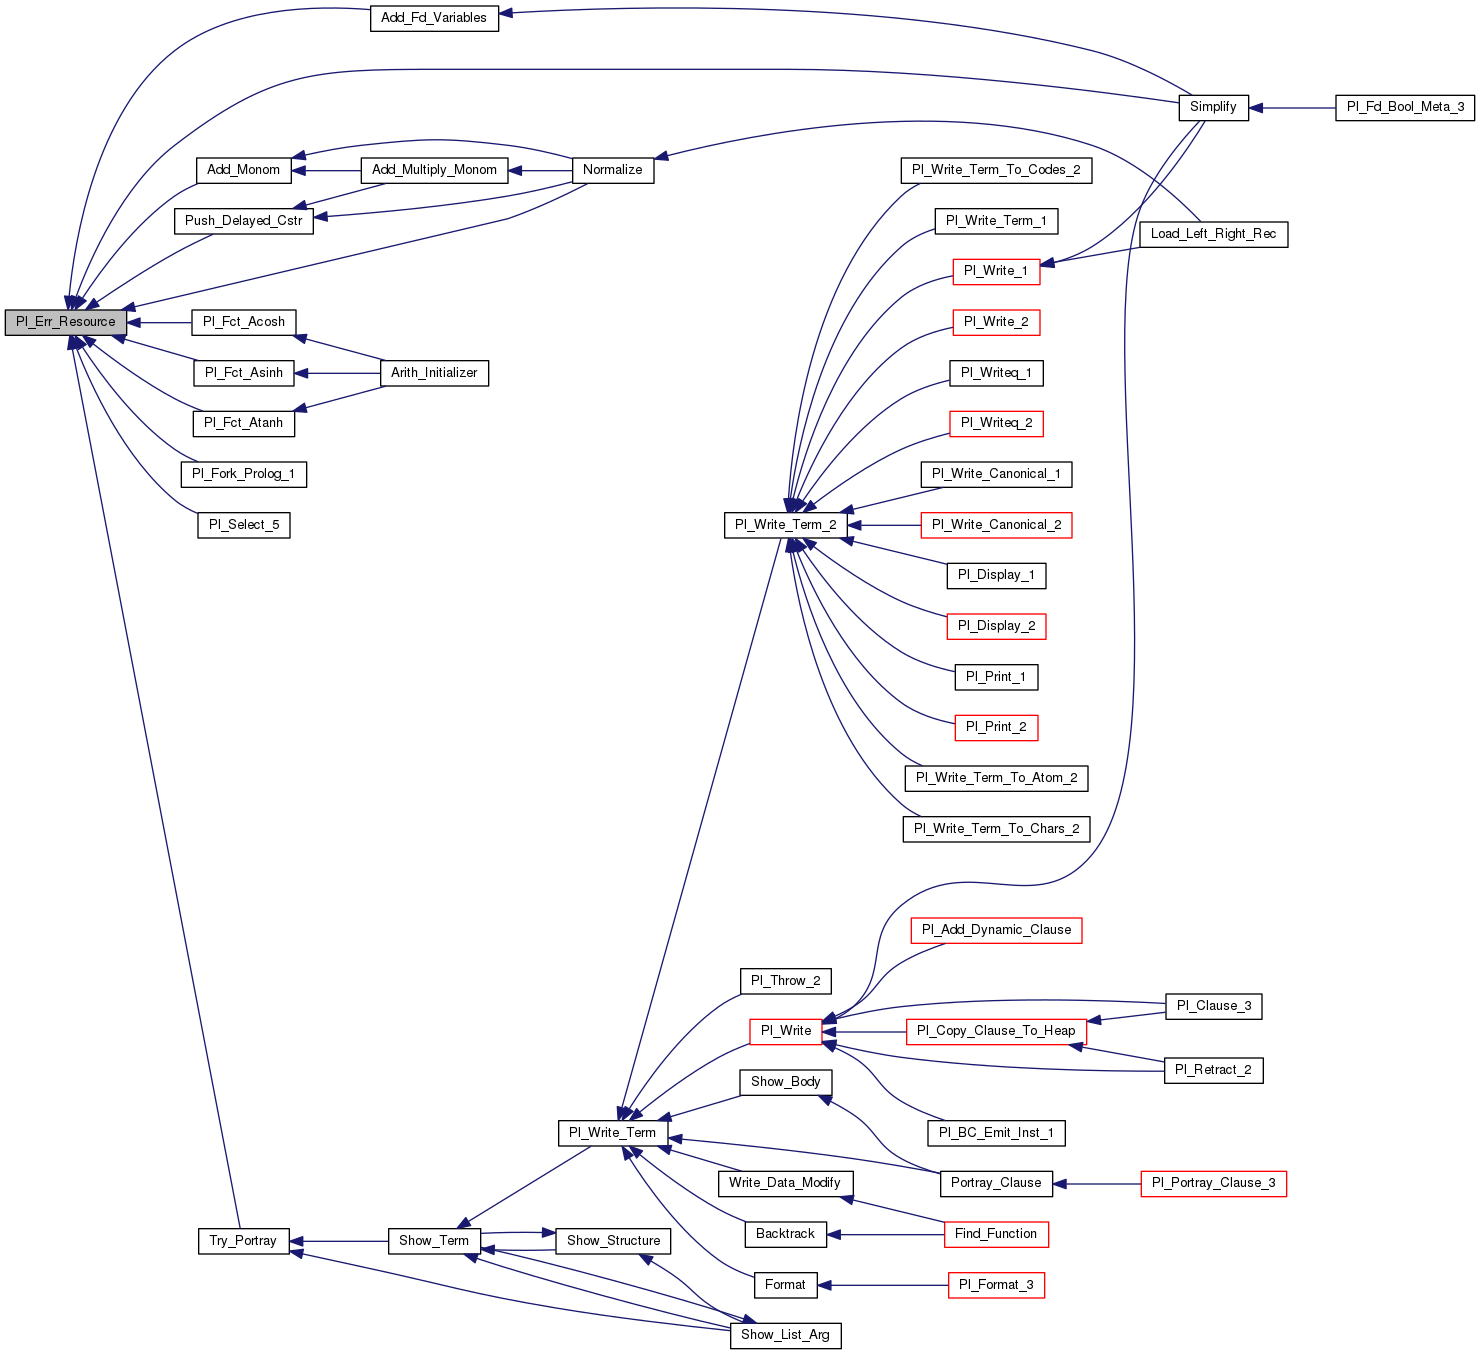 Add_Fd_Variables
Simplify
Pl_Fd_Bool_Meta_3
Add_Monom
Add_Multiply_Monom
Normalize
Pl_Write_Term_To_Codes_2
Push_Delayed_Cstr
Pl_Write_Term_1
Load_Left_Right_Rec
Pl_Write_1
Pl_Err_Resource
Pl_Fct_Acosh
Pl_Write_2
Pl_Fct_Asinh
Arith_Initializer
Pl_Writeq_1
Pl_Fct_Atanh
Pl_Writeq_2
Pl_Fork_Prolog_1
Pl_Write_Canonical_1
Pl_Select_5
Pl_Write_Term_2
Pl_Write_Canonical_2
Pl_Display_1
Pl_Display_2
Pl_Print_1
Pl_Print_2
Pl_Write_Term_To_Atom_2
Pl_Write_Term_To_Chars_2
Pl_Add_Dynamic_Clause
Pl_Throw_2
Pl_Clause_3
Pl_Write
Pl_Copy_Clause_To_Heap
Pl_Retract_2
Show_Body
Pl_Write_Term
Pl_BC_Emit_Inst_1
Write_Data_Modify
Portray_Clause
Pl_Portray_Clause_3
Try_Portray
Show_Term
Show_Structure
Backtrack
Find_Function
Format
Pl_Format_3
Show_List_Arg